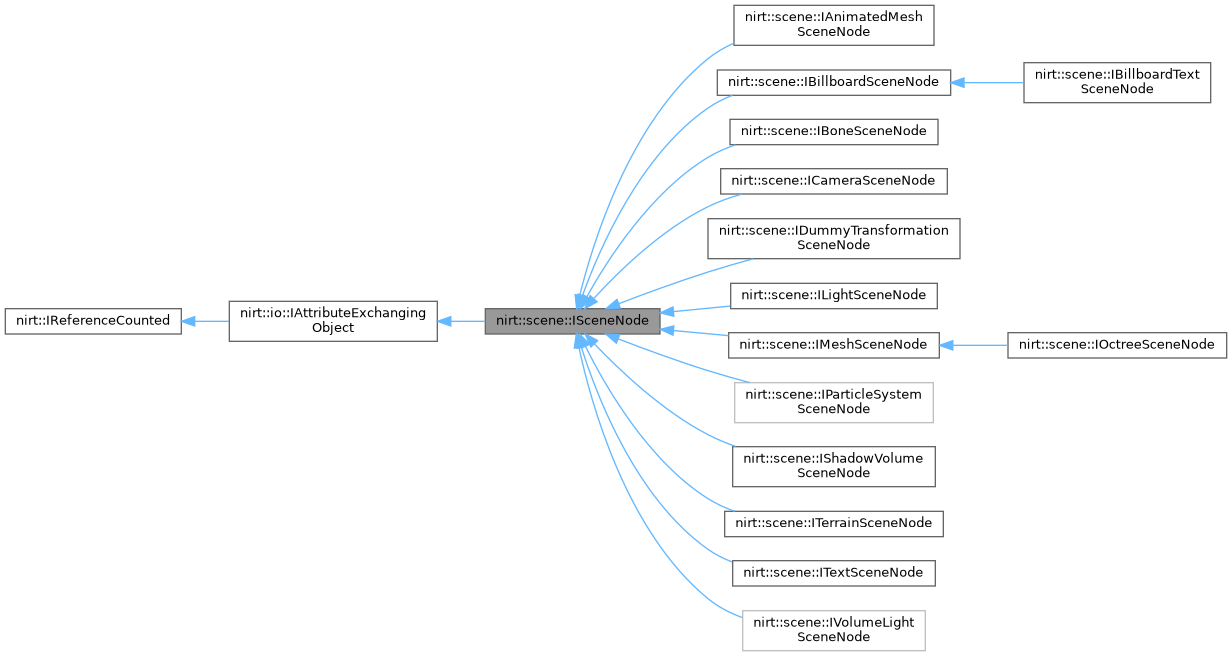 nirt::scene::IAnimatedMesh
SceneNode
nirt::scene::IBillboardSceneNode
nirt::scene::IBillboardText
SceneNode
nirt::scene::IBoneSceneNode
nirt::scene::ICameraSceneNode
nirt::scene::IDummyTransformation
SceneNode
nirt::scene::ILightSceneNode
nirt::IReferenceCounted
nirt::io::IAttributeExchanging
Object
nirt::scene::ISceneNode
nirt::scene::IMeshSceneNode
nirt::scene::IOctreeSceneNode
nirt::scene::IParticleSystem
SceneNode
nirt::scene::IShadowVolume
SceneNode
nirt::scene::ITerrainSceneNode
nirt::scene::ITextSceneNode
nirt::scene::IVolumeLight
SceneNode